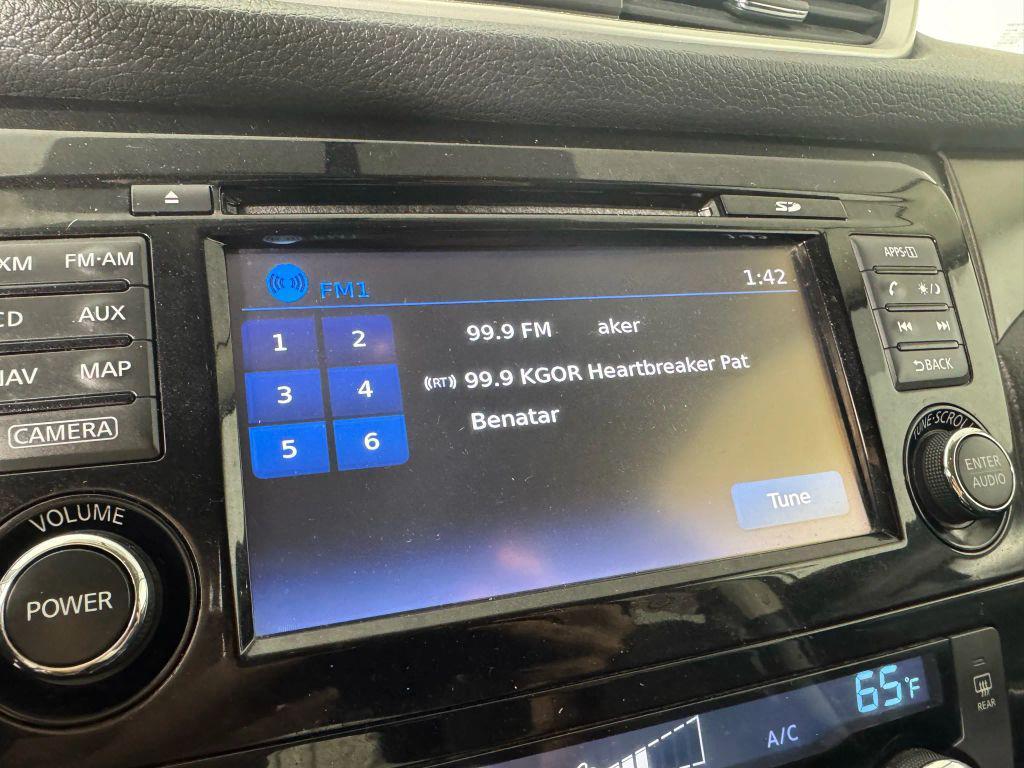 SD
XM FM·AM
CD AUX
NAV MAP
CAMERA
VOLUME
POWER
FM1 1:42
1 2
3 4
5 6
99.9 FM aker
((RT)) 99.9 KGOR Heartbreaker Pat
Benatar
Tune
APPS·i
BACK
TUNE·SCROLL
ENTER
AUDIO
65°F
A/C
REAR